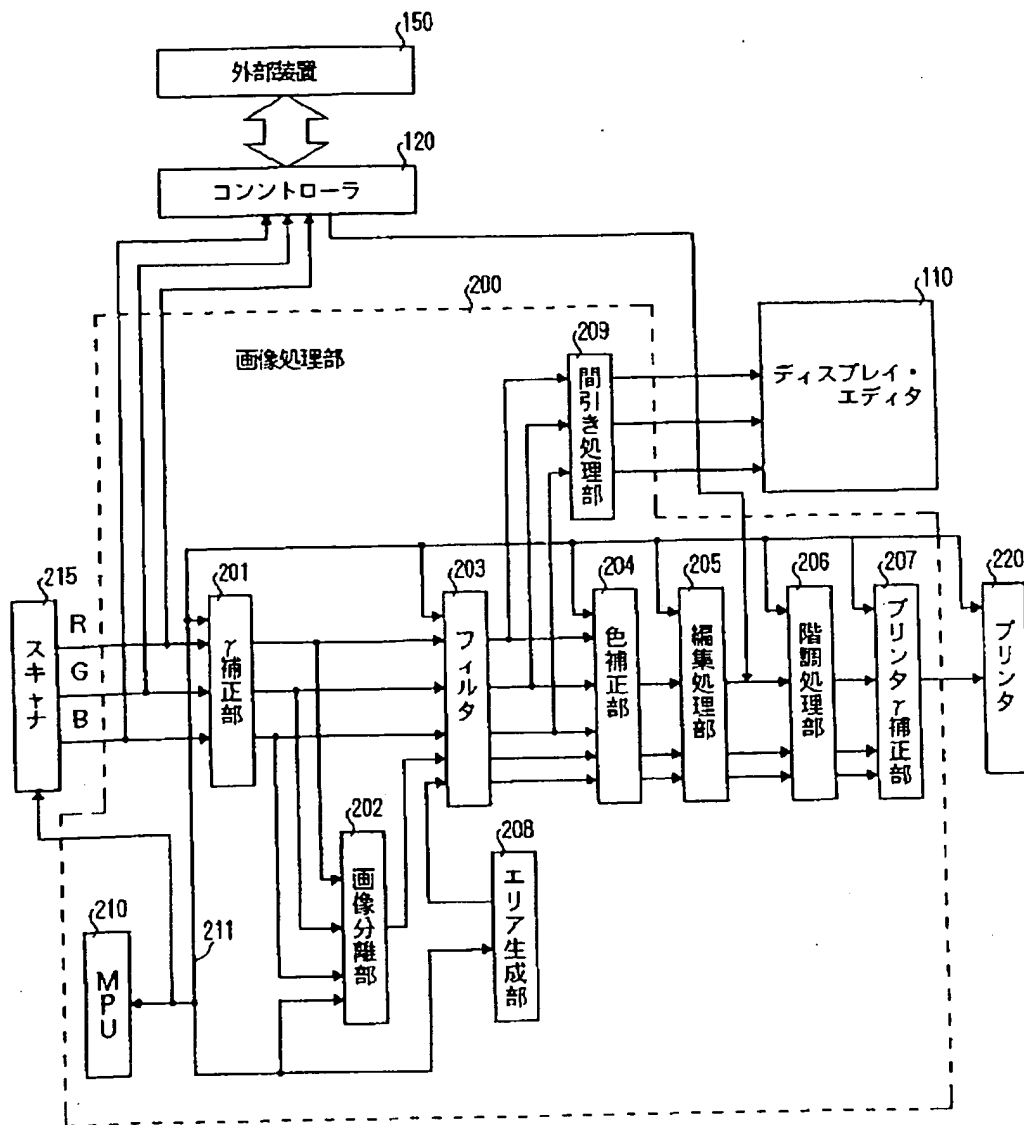 150
外部装置
120
コンントローラ
200
110
画像処理部
209
間引き処理部
ディスプレイ・
エディタ
215
スキャナ
R
G
B
201
γ補正部
203
フィルタ
204
色補正部
205
編集処理部
206
階調処理部
207
プリンタγ補正部
220
プリンタ
202
画像分離部
208
エリア生成部
210
MPU
211